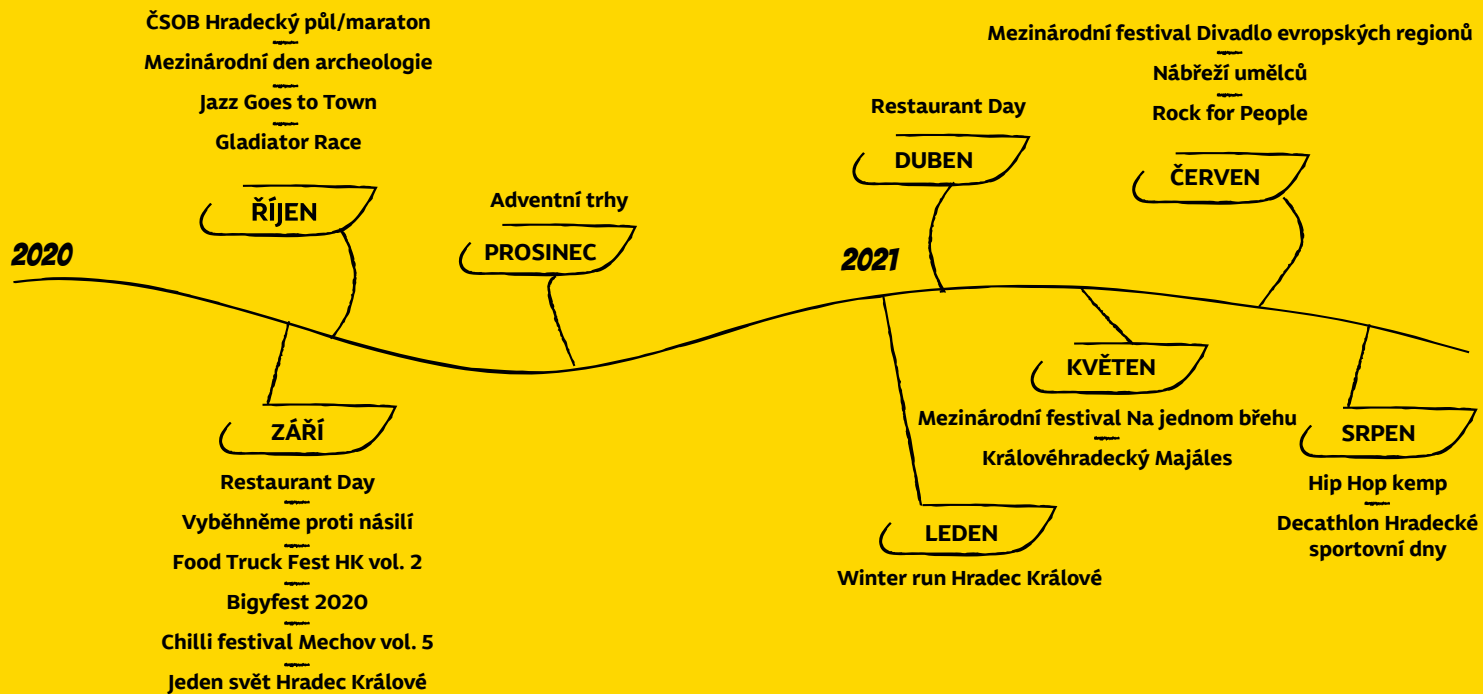 2020
ČSOB Hradecký půl/maraton
Mezinárodní den archeologie
Jazz Goes to Town
Gladiator Race
ŘÍJEN
ZÁŘÍ
Restaurant Day
Vyběhněme proti násilí
Food Truck Fest HK vol. 2
Bigyfest 2020
Chilli festival Mechov vol. 5
Jeden svět Hradec Králové
Adventní trhy
PROSINEC
2021
Restaurant Day
DUBEN
LEDEN
Winter run Hradec Králové
Mezinárodní festival Divadlo evropských regionů
Nábřeží umělců
Rock for People
ČERVEN
KVĚTEN
Mezinárodní festival Na jednom břehu
Královéhradecký Majáles
SRPEN
Hip Hop kemp
Decathlon Hradecké
sportovní dny